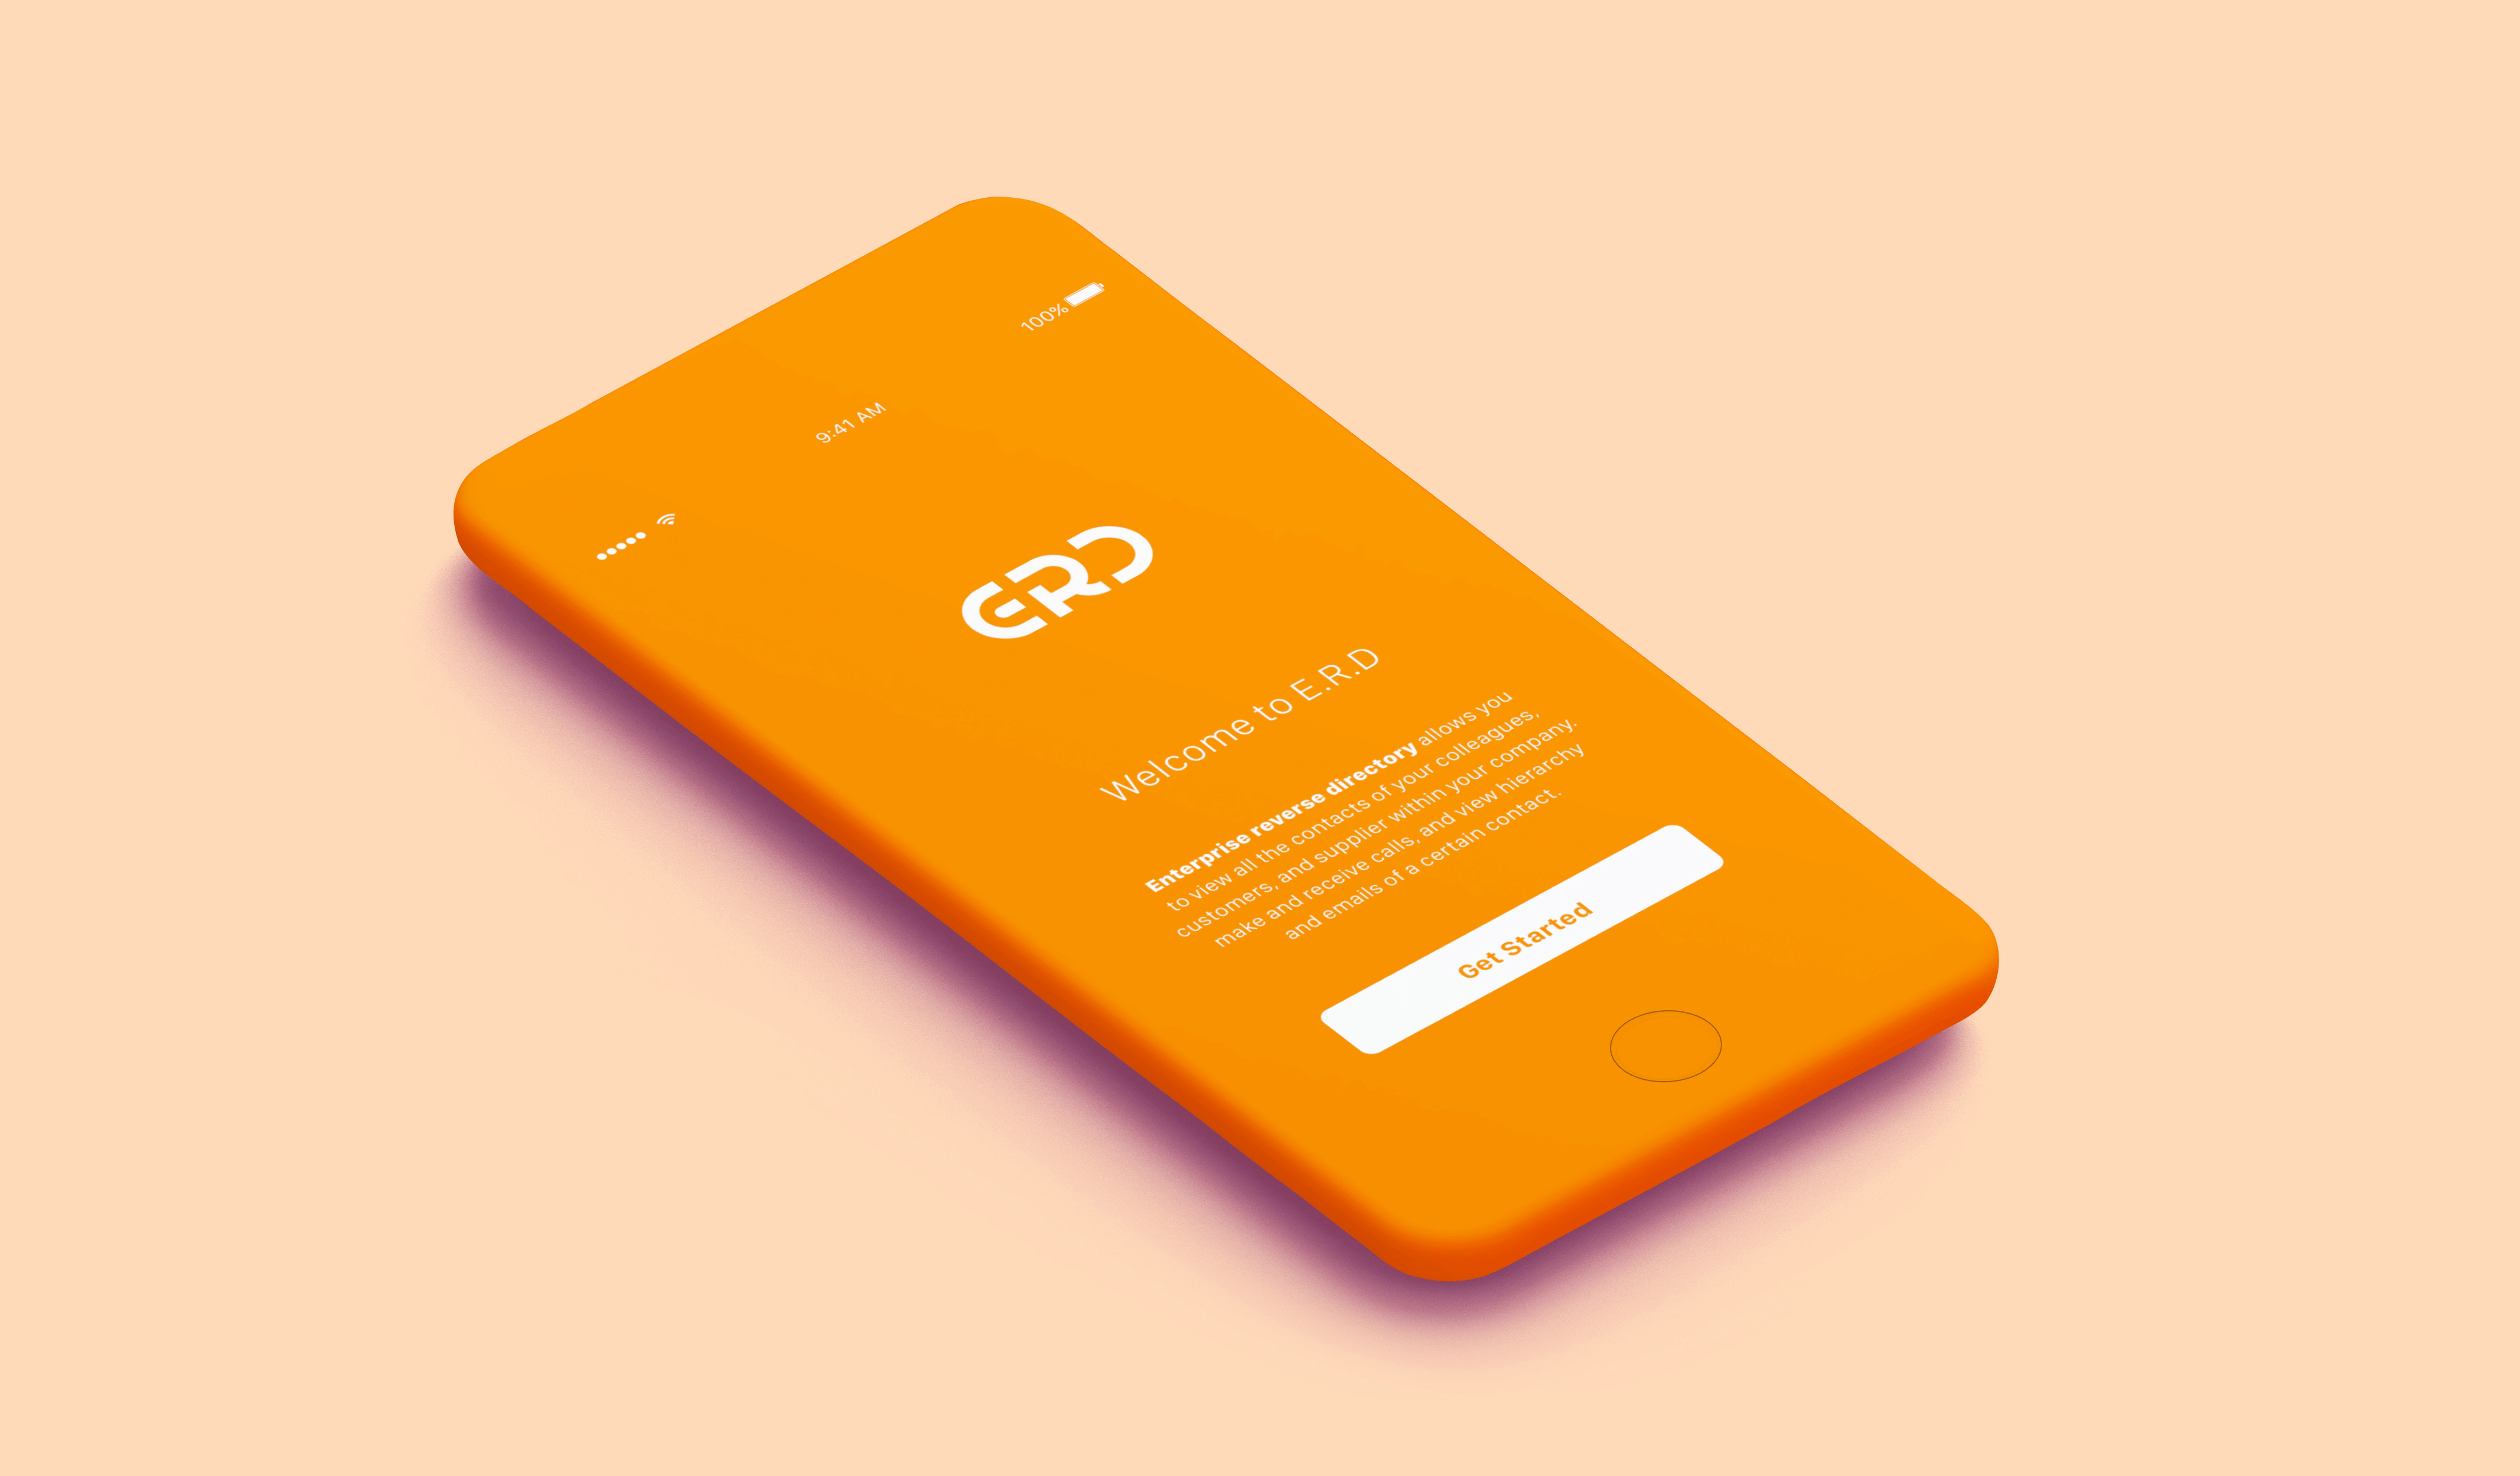 9:41 AM
100%
ERD
Welcome to E.R.D
Enterprise reverse directory allows you
to view all the contacts of your colleagues,
customers, and supplier within your company.
make and receive calls, and view hierarchy
and emails of a certain contact.
Get Started